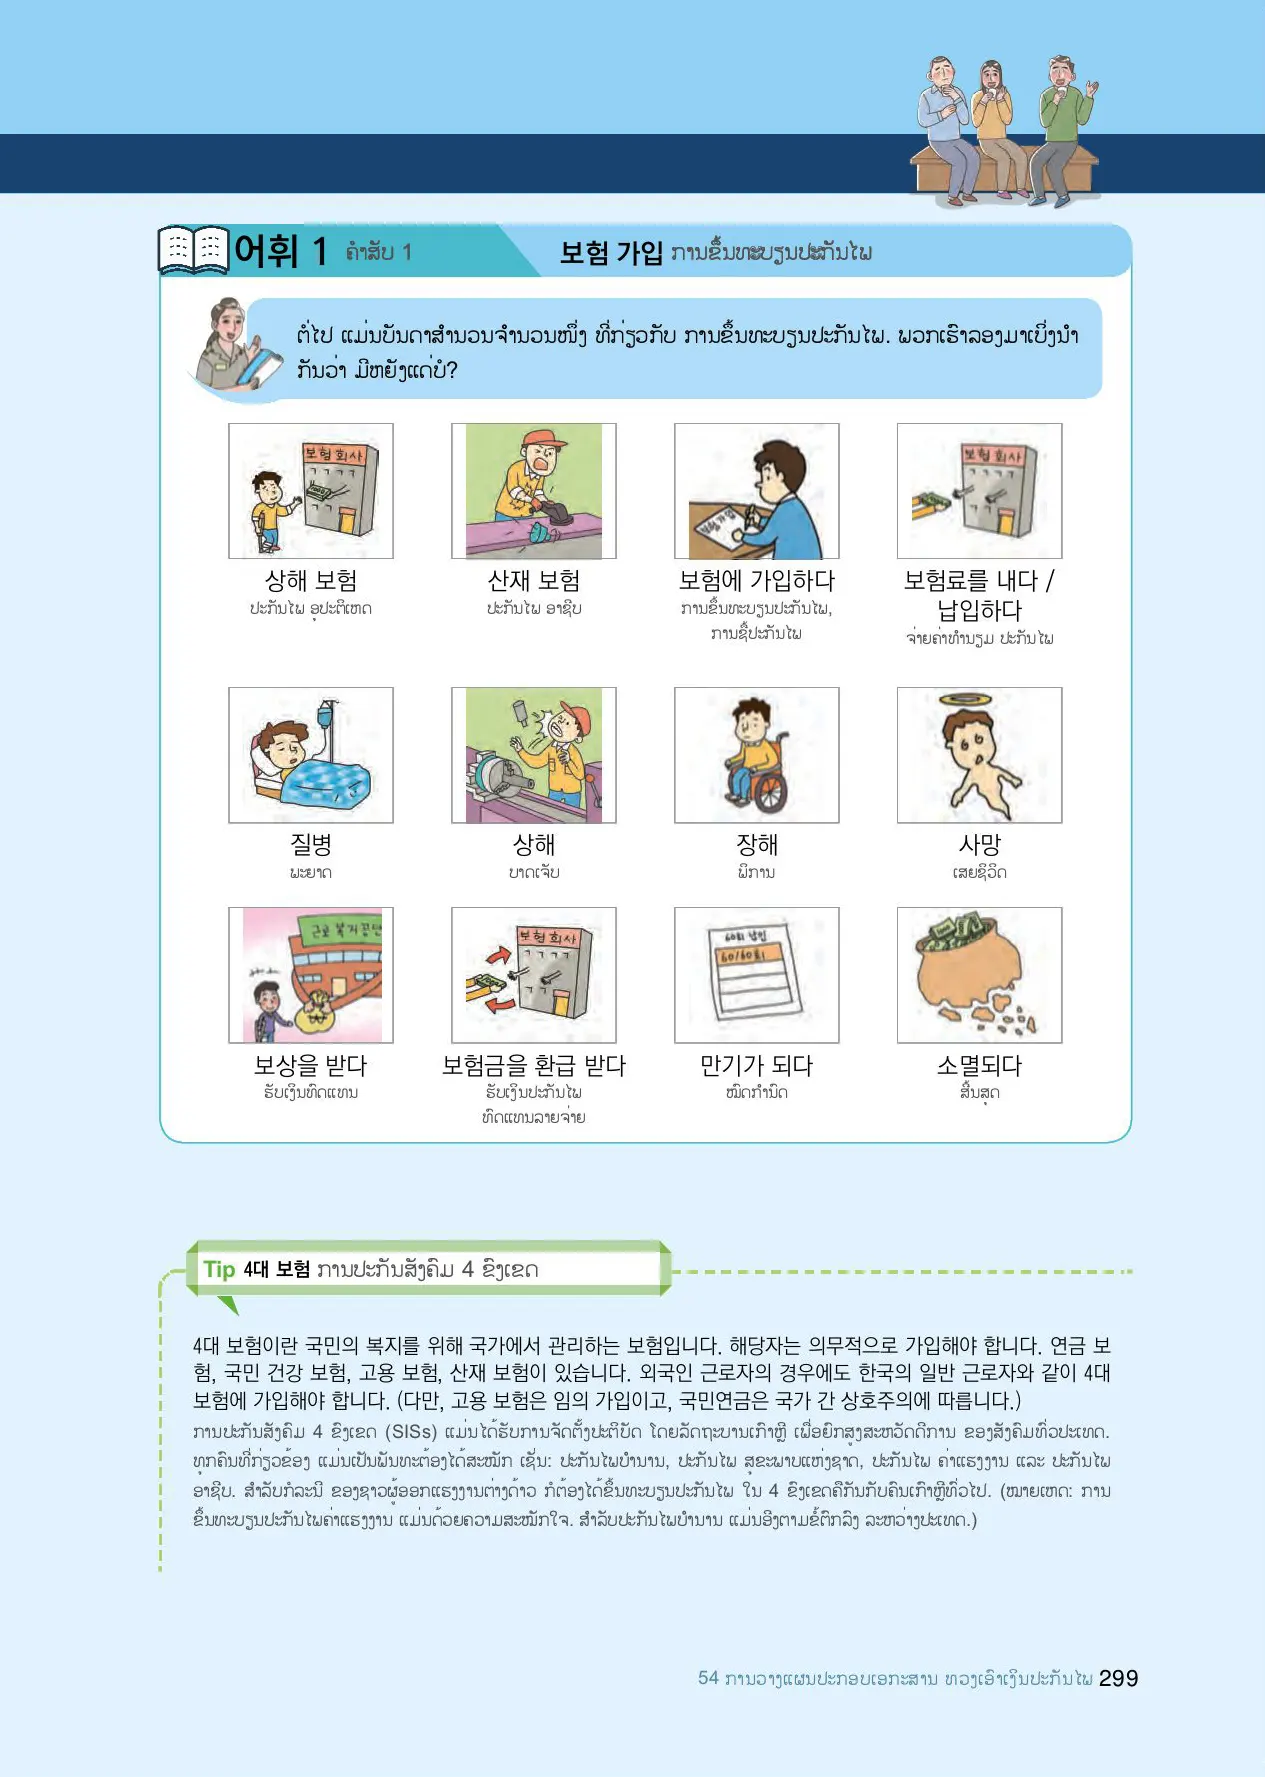 어휘 1 ຄຳສັບ 1 보험 가입 ການຂຶ້ນທະບຽນປະກັນໄພ
ຕໍ່ໄປ ແມ່ນບັນດາສຳນວນຈຳນວນໜຶ່ງ ທີ່ກ່ຽວກັບ ການຂຶ້ນທະບຽນປະກັນໄພ. ພວກເຮົາລອງມາເບິ່ງນຳ
ກັນວ່າ ມີຫຍັງແດ່ບໍ່?
보험회사
보험가입
보험회사
상해 보험
ປະກັນໄພ ອຸປະຕິເຫດ
산재 보험
ປະກັນໄພ ອາຊີບ
보험에 가입하다
ການຂຶ້ນທະບຽນປະກັນໄພ,
ການຊື້ປະກັນໄພ
보험료를 내다 /
납입하다
ຈ່າຍຄ່າທຳນຽມ ປະກັນໄພ
질병
ພະຍາດ
상해
ບາດເຈັບ
장해
ພິການ
사망
ເສຍຊີວິດ
근로복지공단
보험회사
60회 납입
60/60회
보상을 받다
ຮັບເງິນທົດແທນ
보험금을 환급 받다
ຮັບເງິນປະກັນໄພ
ທົດແທນລາຍຈ່າຍ
만기가 되다
ໝົດກຳນົດ
소멸되다
ສິ້ນສຸດ
Tip 4대 보험 ການປະກັນສັງຄົມ 4 ຂົງເຂດ
4대 보험이란 국민의 복지를 위해 국가에서 관리하는 보험입니다. 해당자는 의무적으로 가입해야 합니다. 연금 보
험, 국민 건강 보험, 고용 보험, 산재 보험이 있습니다. 외국인 근로자의 경우에도 한국의 일반 근로자와 같이 4대
보험에 가입해야 합니다. (다만, 고용 보험은 임의 가입이고, 국민연금은 국가 간 상호주의에 따릅니다.)
ການປະກັນສັງຄົມ 4 ຂົງເຂດ (SISs) ແມ່ນໄດ້ຮັບການຈັດຕັ້ງປະຕິບັດ ໂດຍລັດຖະບານເກົາຫຼີ ເພື່ອຍົກສູງສະຫວັດດີການ ຂອງສັງຄົມທົ່ວປະເທດ.
ທຸກຄົນທີ່ກ່ຽວຂ້ອງ ແມ່ນເປັນພັນທະຕ້ອງໄດ້ສະໝັກ ເຊັ່ນ: ປະກັນໄພບຳນານ, ປະກັນໄພ ສຸຂະພາບແຫ່ງຊາດ, ປະກັນໄພ ຄ່າແຮງງານ ແລະ ປະກັນໄພ
ອາຊີບ. ສຳລັບກໍລະນີ ຂອງຊາວຜູ້ອອກແຮງງານຕ່າງດ້າວ ກໍຕ້ອງໄດ້ຂຶ້ນທະບຽນປະກັນໄພ ໃນ 4 ຂົງເຂດຄືກັນກັບຄົນເກົາຫຼີທົ່ວໄປ. (ໝາຍເຫດ: ການ
ຂຶ້ນທະບຽນປະກັນໄພຄ່າແຮງງານ ແມ່ນດ້ວຍຄວາມສະໝັກໃຈ. ສຳລັບປະກັນໄພບຳນານ ແມ່ນອີງຕາມຂໍ້ຕົກລົງ ລະຫວ່າງປະເທດ.)
54 ການວາງແຜນປະກອບເອກະສານ ທວງເອົາເງິນປະກັນໄພ 299